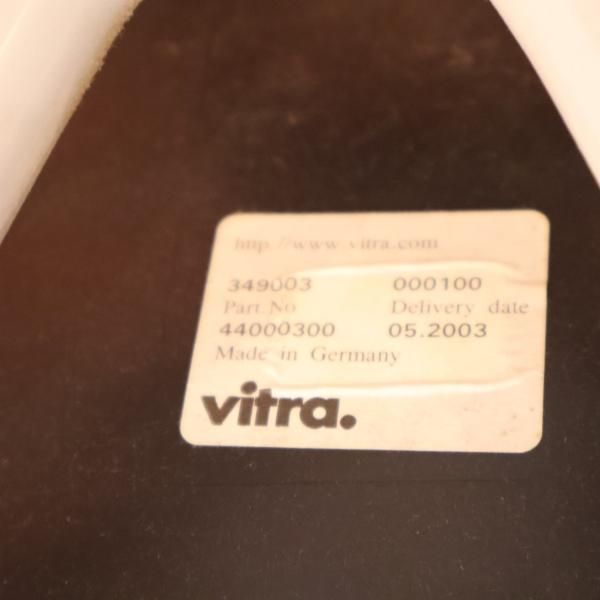 http://www.vitra.com
349003 000100
Part.No Delivery date
44000300 05.2003
Made in Germany
vitra.